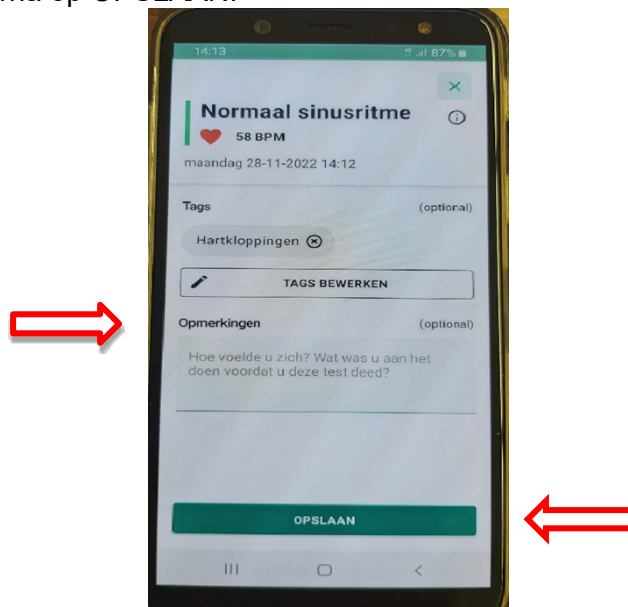 14:13
87%
Normaal sinusritme
58 BPM
maandag 28-11-2022 14:12
Tags (optional)
Hartkloppingen
TAGS BEWERKEN
Opmerkingen (optional)
Hoe voelde u zich? Wat was u aan het
doen voordat u deze test deed?
OPSLAAN